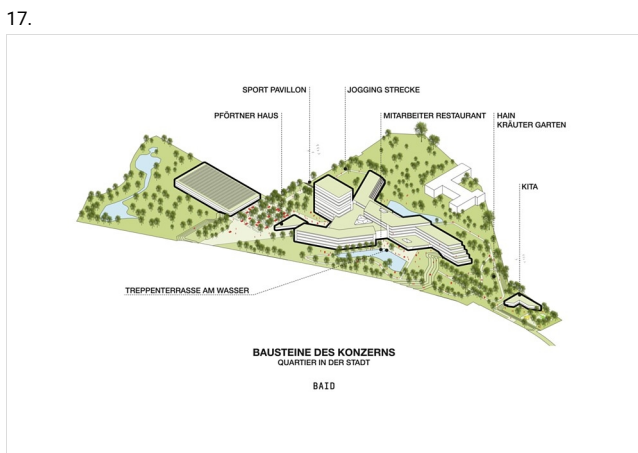 17.
SPORT PAVILLON
JOGGING STRECKE
PFÖRTNER HAUS
MITARBEITER RESTAURANT
HAIN
KRÄUTER GARTEN
KITA
TREPPENTERRASSE AM WASSER
BAUSTEINE DES KONZERNS
QUARTIER IN DER STADT
BAID